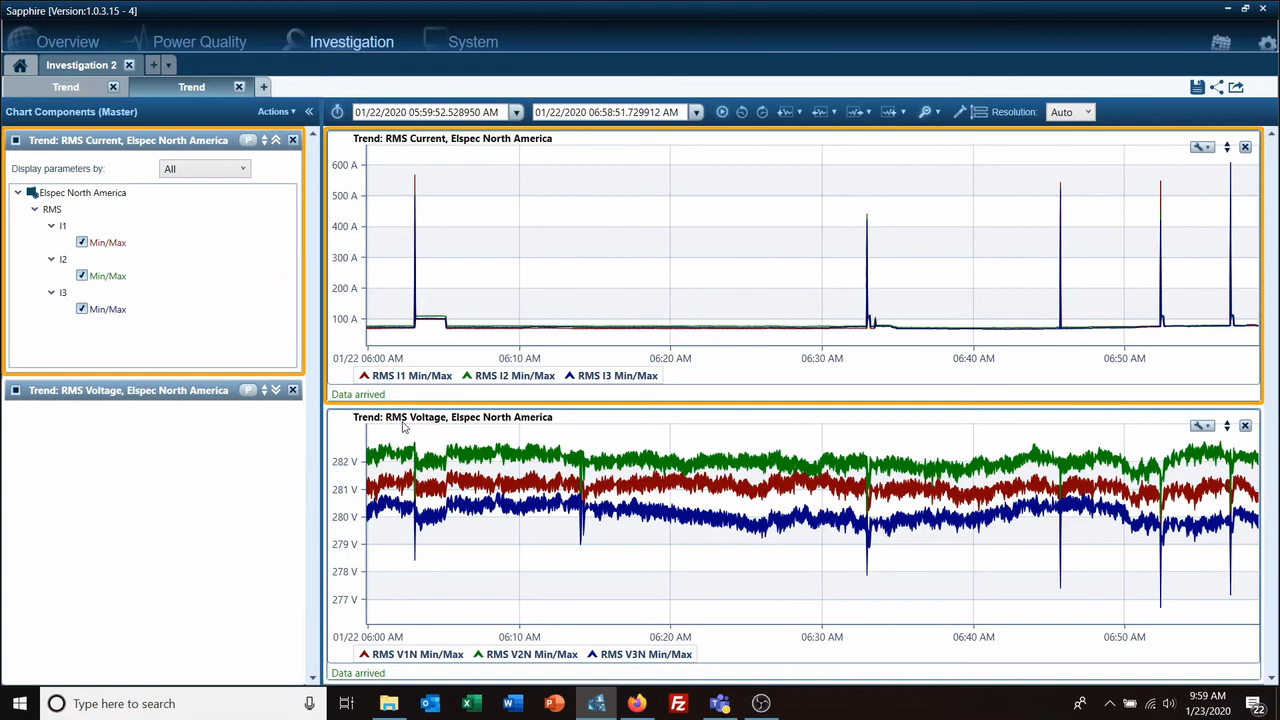 Sapphire [Version:1.0.3.15 - 4]
Overview Power Quality Investigation System
Investigation 2
Trend Trend
Chart Components (Master) Actions 01/22/2020 05:59:52.528950 AM 01/22/2020 06:58:51.729912 AM Resolution: Auto
Trend: RMS Current, Elspec North America P
Display parameters by: All
Elspec North America
RMS
I1
Min/Max
I2
Min/Max
I3
Min/Max
Trend: RMS Voltage, Elspec North America P
Trend: RMS Current, Elspec North America
600 A
500 A
400 A
300 A
200 A
100 A
01/22 06:00 AM 06:10 AM 06:20 AM 06:30 AM 06:40 AM 06:50 AM
RMS I1 Min/Max RMS I2 Min/Max RMS I3 Min/Max
Data arrived
Trend: RMS Voltage, Elspec North America
282 V
281 V
280 V
279 V
278 V
277 V
01/22 06:00 AM 06:10 AM 06:20 AM 06:30 AM 06:40 AM 06:50 AM
RMS V1N Min/Max RMS V2N Min/Max RMS V3N Min/Max
Data arrived
Type here to search
9:59 AM
1/23/2020
22